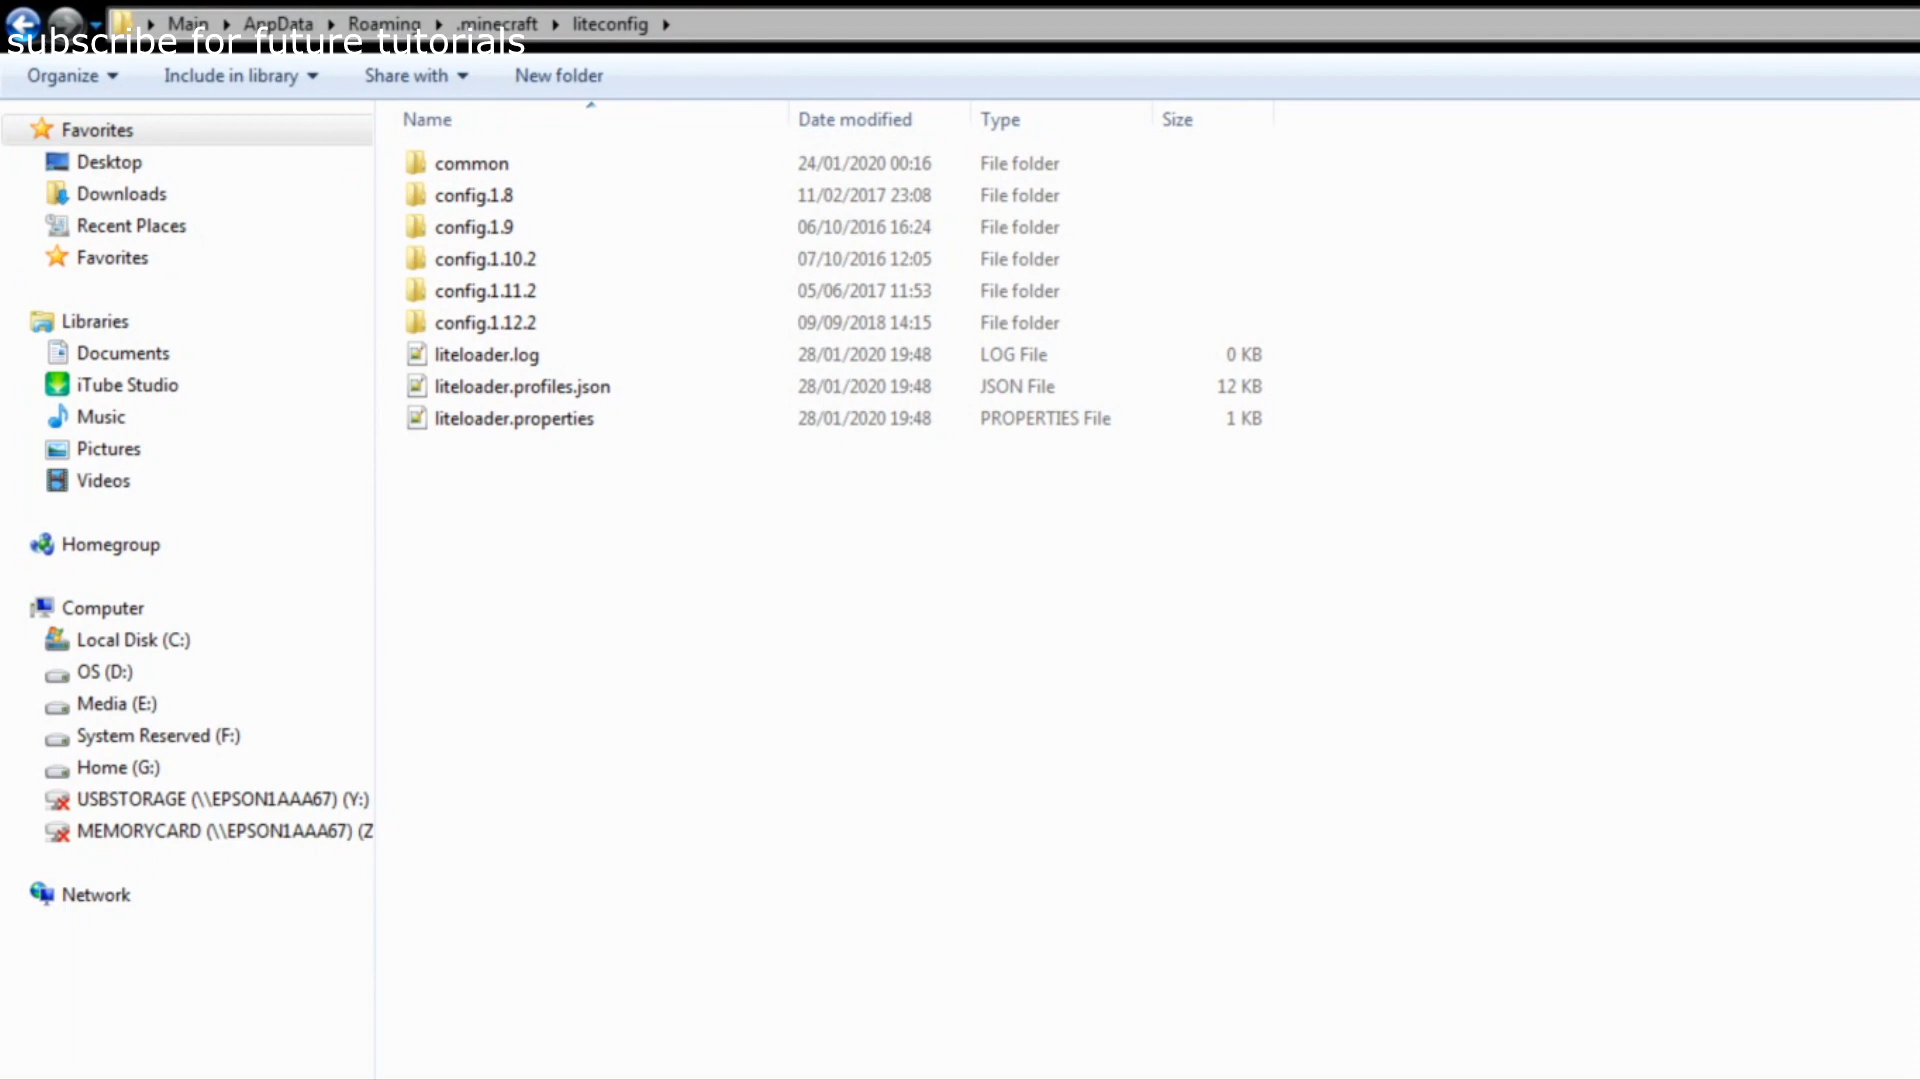 Main AppData Roaming .minecraft liteconfig
subscribe for future tutorials
Organize Include in library Share with New folder
Name Date modified Type Size
Favorites
Desktop
Downloads
Recent Places
Favorites
Libraries
Documents
iTube Studio
Music
Pictures
Videos
Homegroup
Computer
Local Disk (C:)
OS (D:)
Media (E:)
System Reserved (F:)
Home (G:)
USBSTORAGE (\\EPSON1AAA67) (Y:)
MEMORYCARD (\\EPSON1AAA67) (Z
Network
common 24/01/2020 00:16 File folder
config.1.8 11/02/2017 23:08 File folder
config.1.9 06/10/2016 16:24 File folder
config.1.10.2 07/10/2016 12:05 File folder
config.1.11.2 05/06/2017 11:53 File folder
config.1.12.2 09/09/2018 14:15 File folder
liteloader.log 28/01/2020 19:48 LOG File 0 KB
liteloader.profiles.json 28/01/2020 19:48 JSON File 12 KB
liteloader.properties 28/01/2020 19:48 PROPERTIES File 1 KB